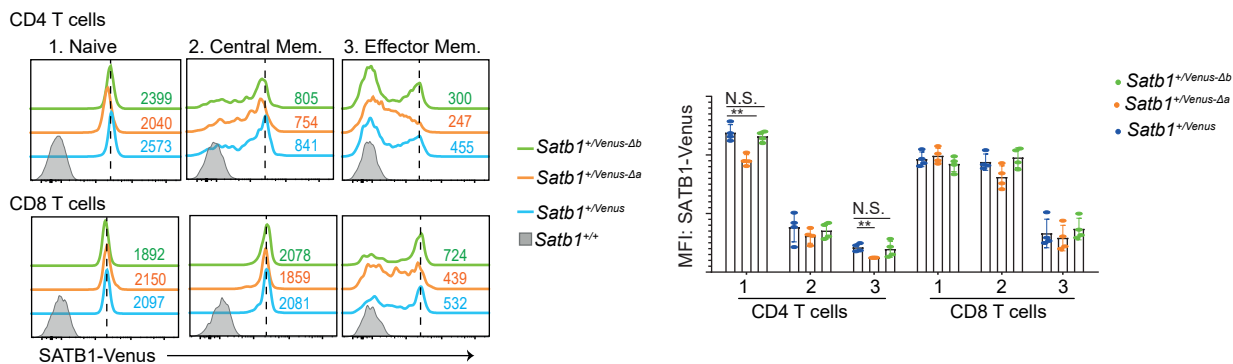 CD4 T cells
1. Naive
2. Central Mem.
3. Effector Mem.
2399
2040
2573
805
754
841
300
247
455
CD8 T cells
1892
2150
2097
2078
1859
2081
724
439
532
SATB1-Venus
Satb1+/Venus-Δb
Satb1+/Venus-Δa
Satb1+/Venus
Satb1+/+
MFI: SATB1-Venus
N.S.
**
N.S.
**
1 2 3 1 2 3
CD4 T cells CD8 T cells
Satb1+/Venus-Δb
Satb1+/Venus-Δa
Satb1+/Venus